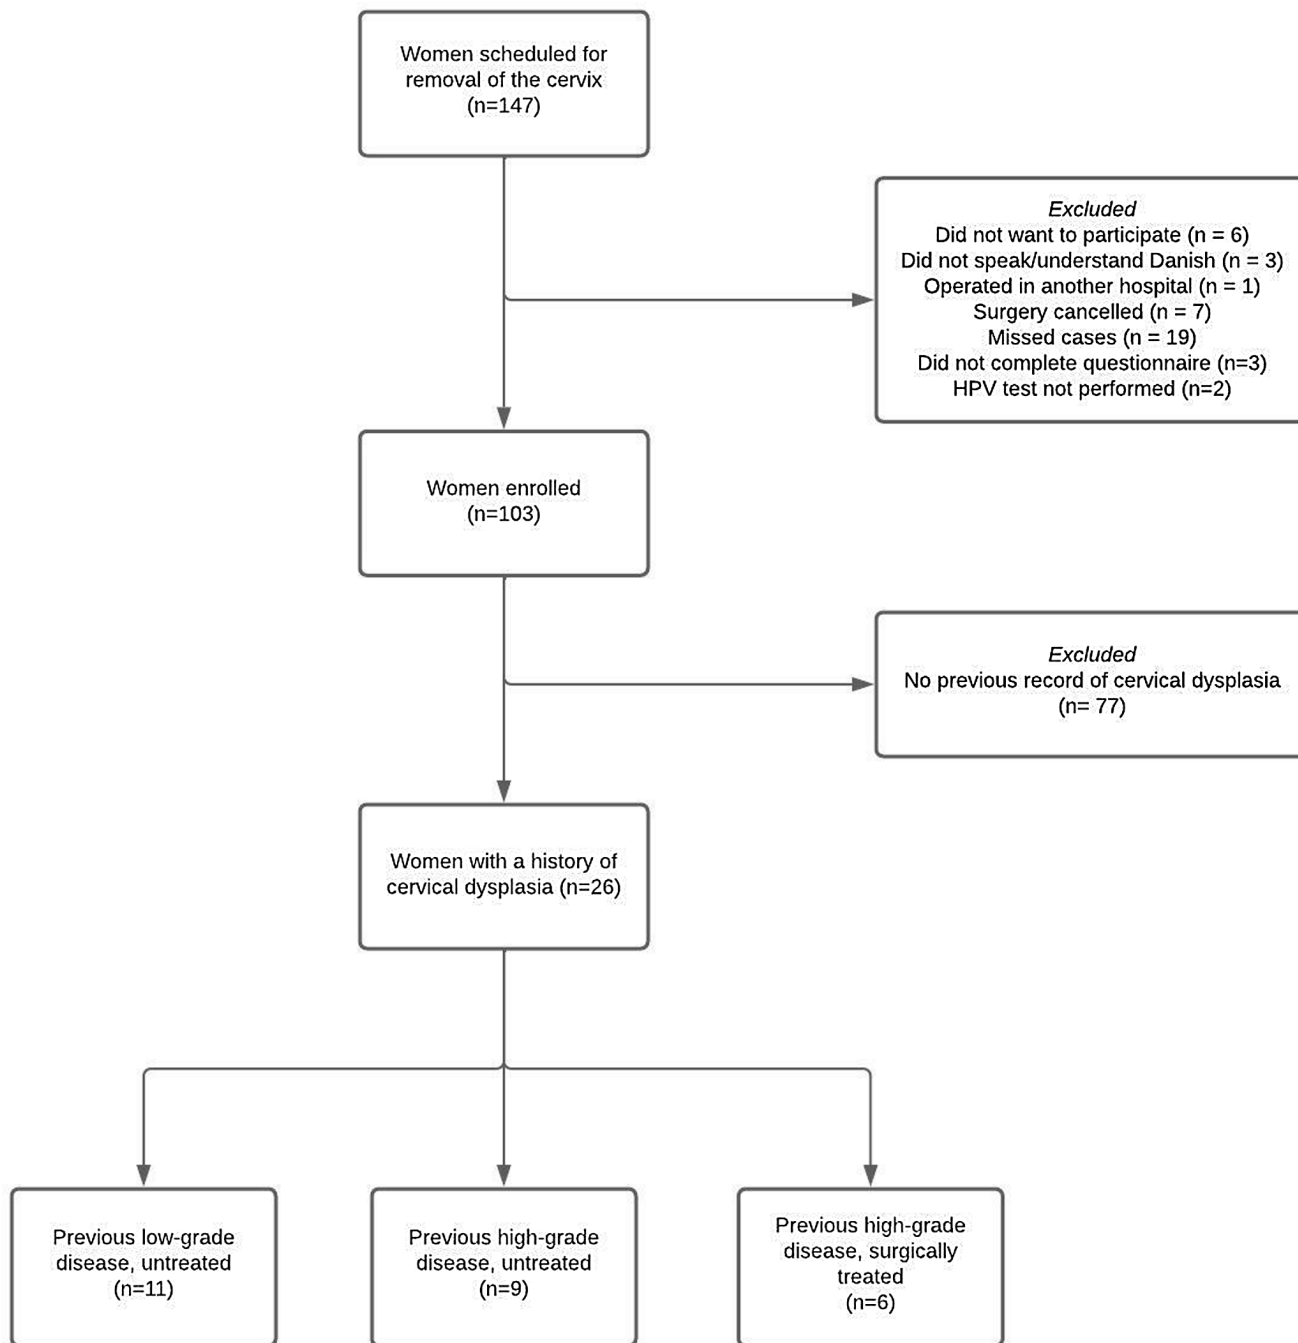 Women scheduled for
removal of the cervix
(n=147)
Excluded
Did not want to participate (n = 6)
Did not speak/understand Danish (n = 3)
Operated in another hospital (n = 1)
Surgery cancelled (n = 7)
Missed cases (n = 19)
Did not complete questionnaire (n=3)
HPV test not performed (n=2)
Women enrolled
(n=103)
Excluded
No previous record of cervical dysplasia
(n= 77)
Women with a history of
cervical dysplasia (n=26)
Previous low-grade
disease, untreated
(n=11)
Previous high-grade
disease, untreated
(n=9)
Previous high-grade
disease, surgically
treated
(n=6)